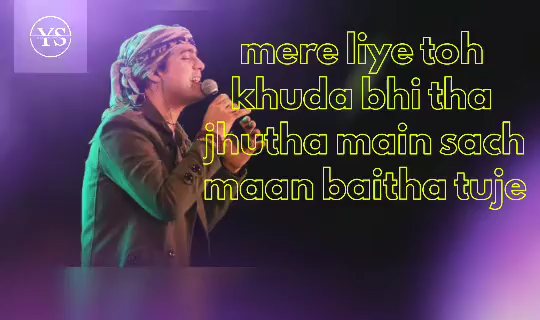 YS
mere liye toh
khuda bhi tha
jhutha main sach
maan baitha tuje